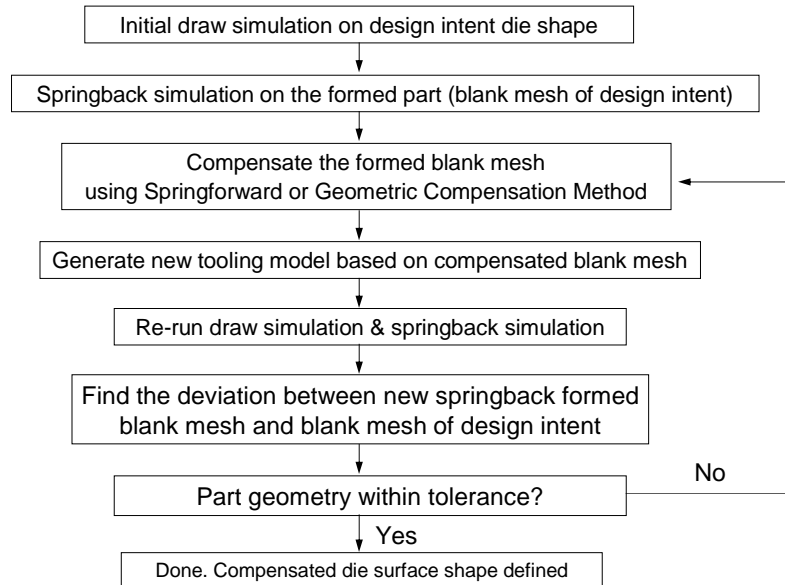 Initial draw simulation on design intent die shape
Springback simulation on the formed part (blank mesh of design intent)
Compensate the formed blank mesh
using Springforward or Geometric Compensation Method
Generate new tooling model based on compensated blank mesh
Re-run draw simulation & springback simulation
Find the deviation between new springback formed
blank mesh and blank mesh of design intent
Part geometry within tolerance?
No
Yes
Done. Compensated die surface shape defined